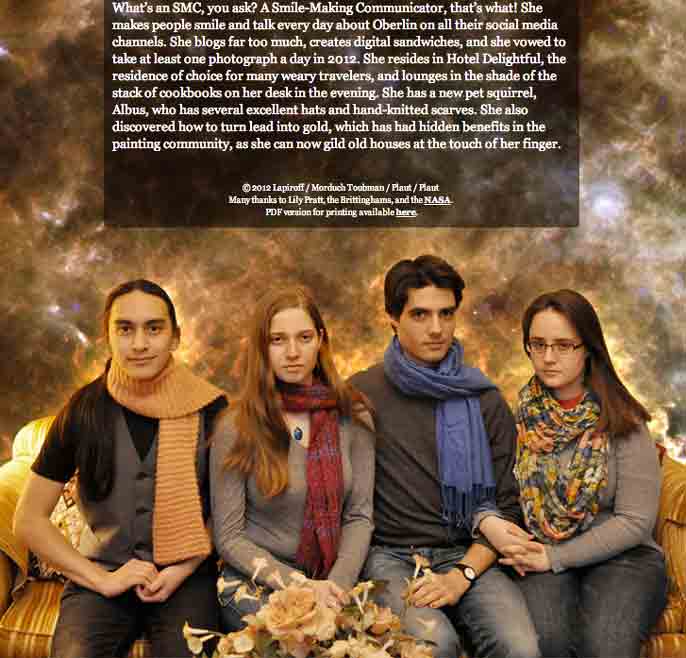 What's an SMC, you ask? A Smile-Making Communicator, that's what! She
makes people smile and talk every day about Oberlin on all their social media
channels. She blogs far too much, creates digital sandwiches, and she vowed to
take at least one photograph a day in 2012. She resides in Hotel Delightful, the
residence of choice for many weary travelers, and lounges in the shade of the
stack of cookbooks on her desk in the evening. She has a new pet squirrel,
Albus, who has several excellent hats and hand-knitted scarves. She also
discovered how to turn lead into gold, which has had hidden benefits in the
painting community, as she can now gild old houses at the touch of her finger.
© 2012 Lapiroff / Morduch Toubman / Plaut / Plaut
Many thanks to Lily Pratt, the Brittinghams, and the NASA.
PDF version for printing available here.